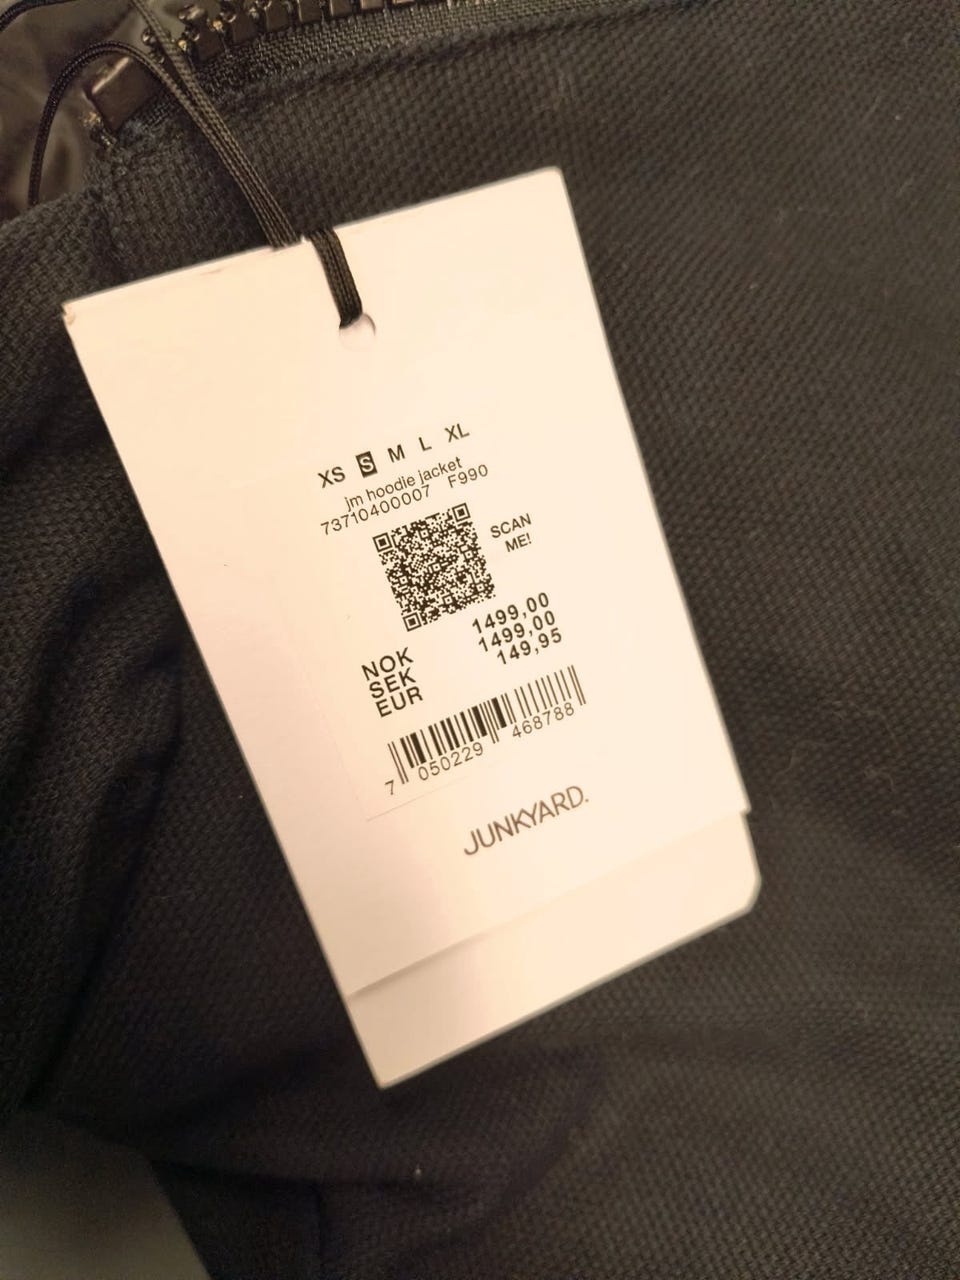 XS S M L XL
jm hoodie jacket
73710400007 F990
SCAN
ME!
NOK 1499,00
SEK 1499,00
EUR 149,95
7 050229 468788
JUNKYARD.